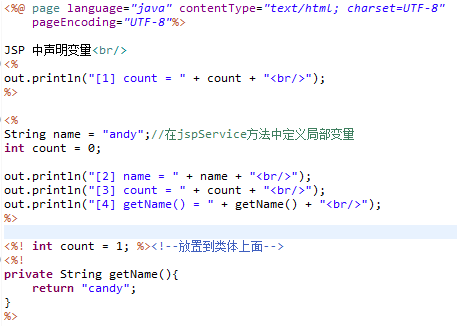 <%@ page language="java" contentType="text/html; charset=UTF-8"
    pageEncoding="UTF-8"%>
JSP 中声明变量<br/>
<%
out.println("[1] count = " + count + "<br/>");
%>
<%
String name = "andy";//在jspService方法中定义局部变量
int count = 0;
out.println("[2] name = " + name + "<br/>");
out.println("[3] count = " + count + "<br/>");
out.println("[4] getName() = " + getName() + "<br/>");
%>
<%! int count = 1; %><!--放置到类体上面-->
<%!
private String getName(){
    return "candy";
}
%>